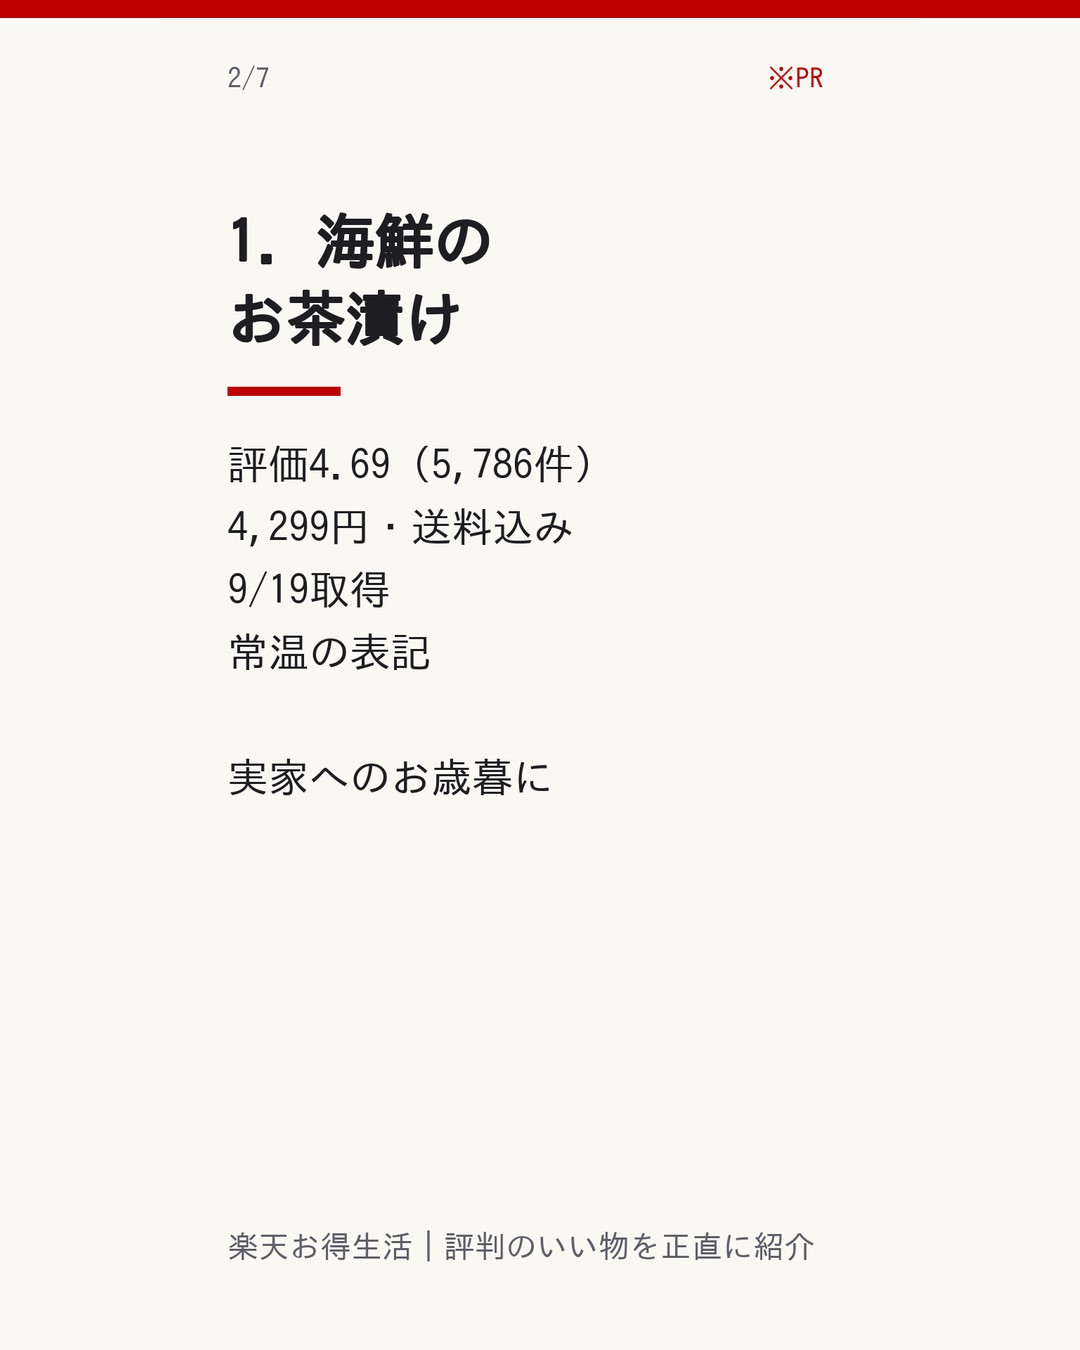 2/7
※PR
1. 海鮮の
お茶漬け
評価4.69（5,786件）
4,299円・送料込み
9/19取得
常温の表記
実家へのお歳暮に
楽天お得生活｜評判のいい物を正直に紹介